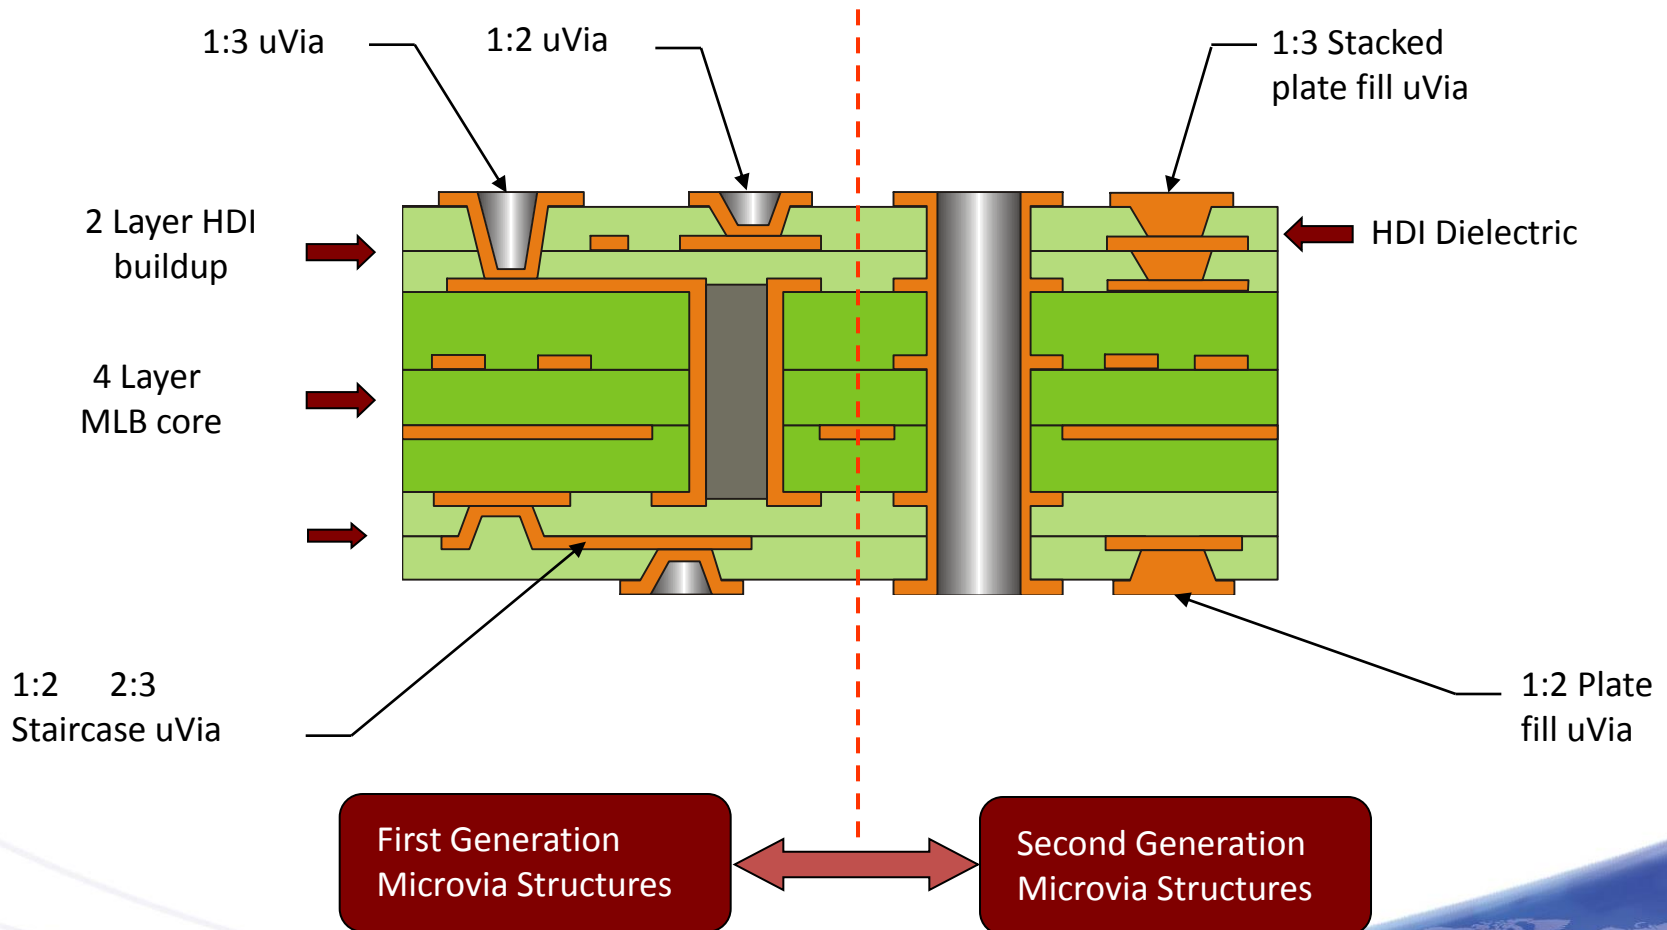 1:3 uVia
1:2 uVia
1:3 Stacked
plate fill uVia
2 Layer HDI
buildup
HDI Dielectric
4 Layer
MLB core
1:2 2:3
Staircase uVia
1:2 Plate
fill uVia
First Generation
Microvia Structures
Second Generation
Microvia Structures